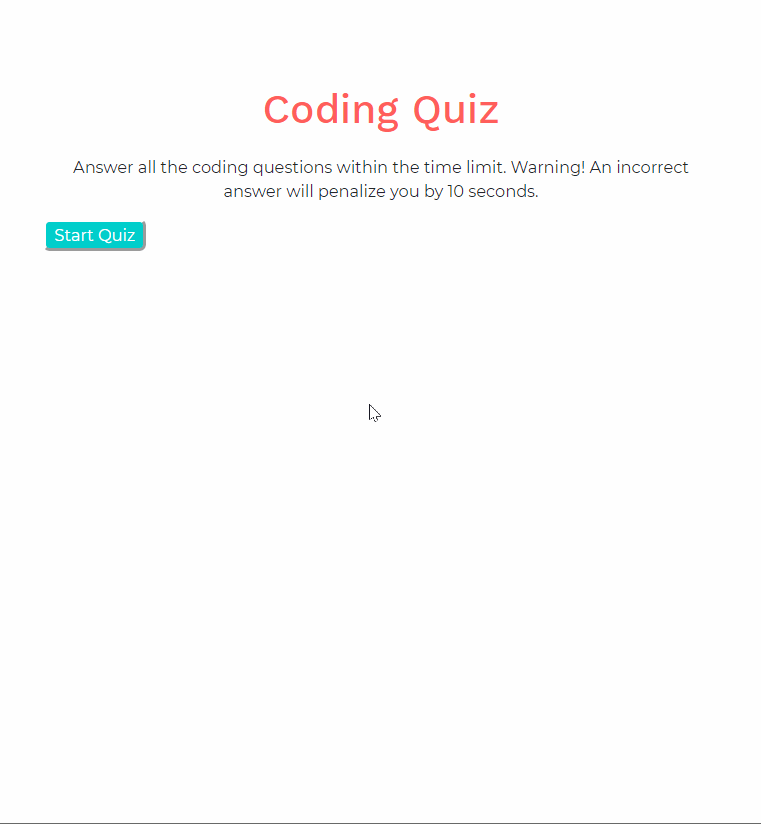 Coding Quiz
Answer all the coding questions within the time limit. Warning! An incorrect
answer will penalize you by 10 seconds.
Start Quiz